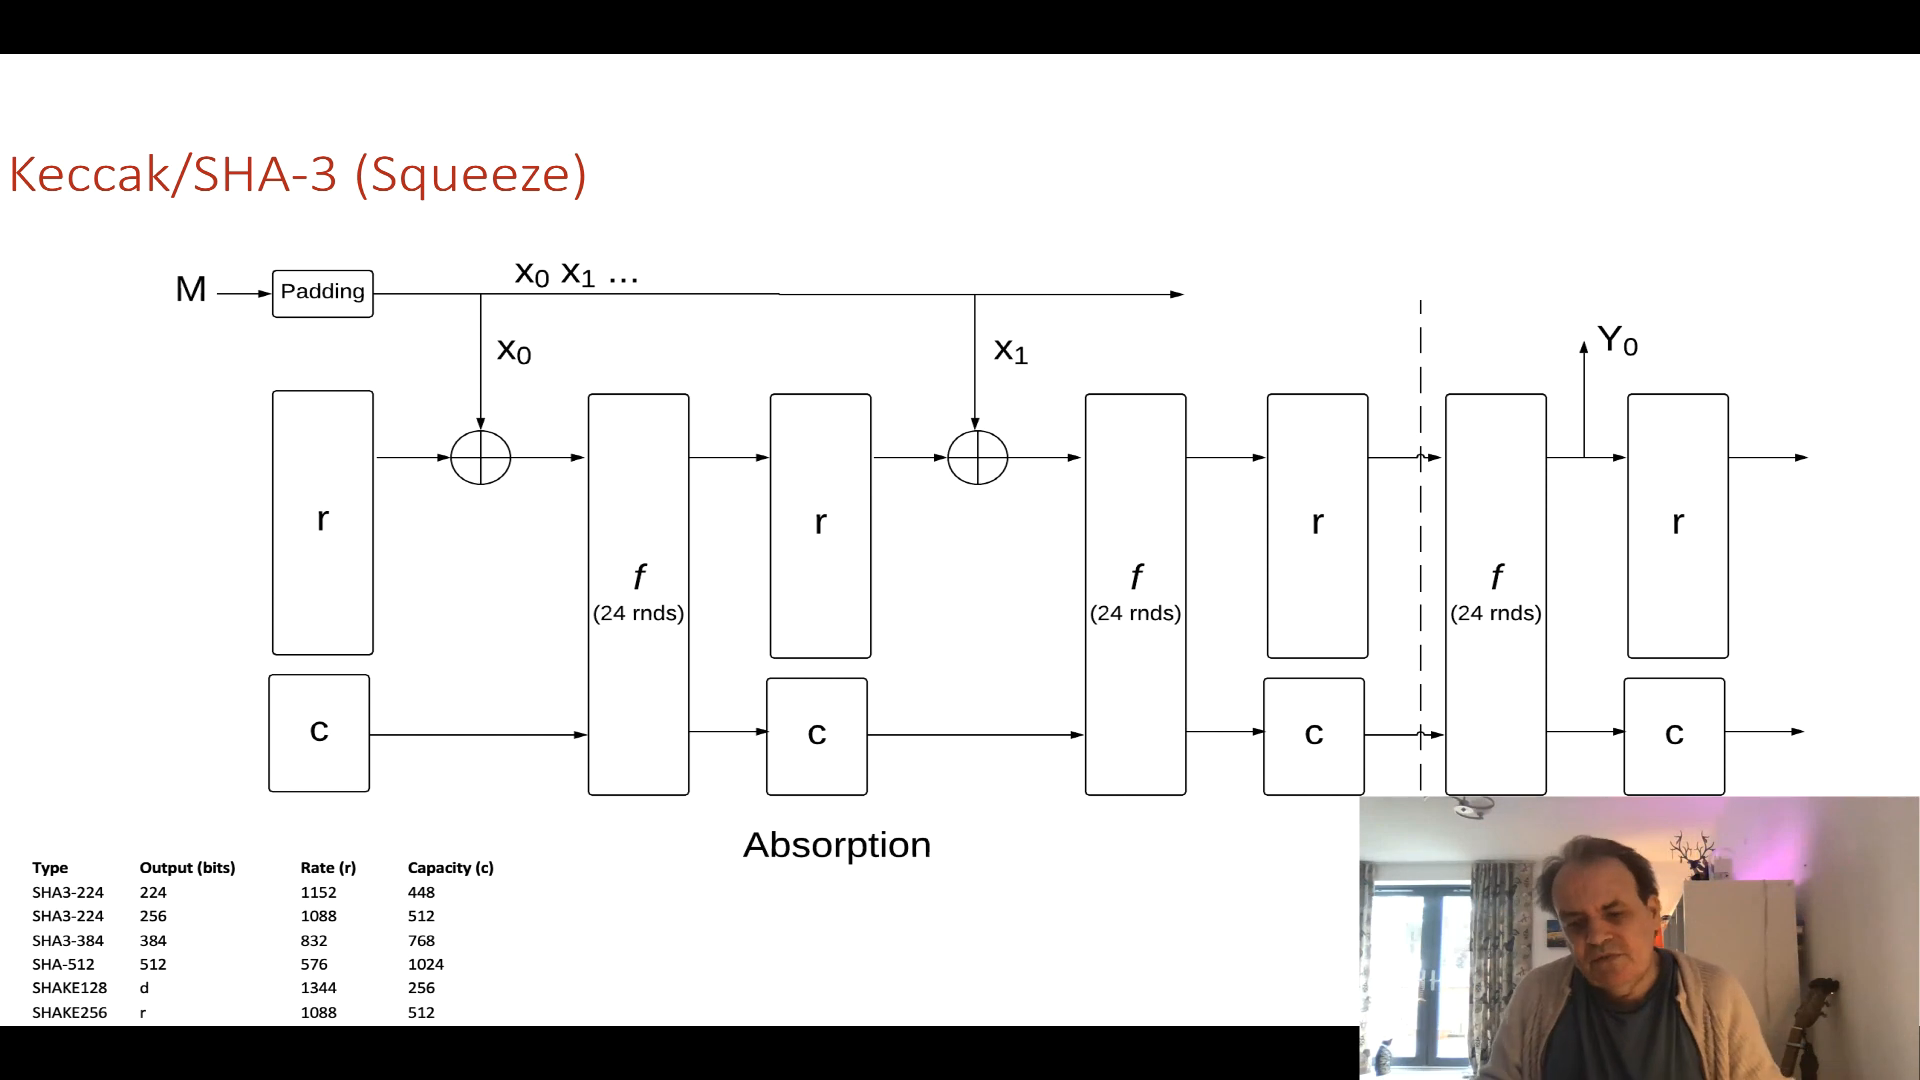 Keccak/SHA-3 (Squeeze)
M
Padding
x0 x1 ...
x0
x1
Y0
r
r
r
r
f
(24 rnds)
f
(24 rnds)
f
(24 rnds)
c
c
c
c
Absorption
Type Output (bits) Rate (r) Capacity (c)
SHA3-224 224 1152 448
SHA3-224 256 1088 512
SHA3-384 384 832 768
SHA-512 512 576 1024
SHAKE128 d 1344 256
SHAKE256 r 1088 512